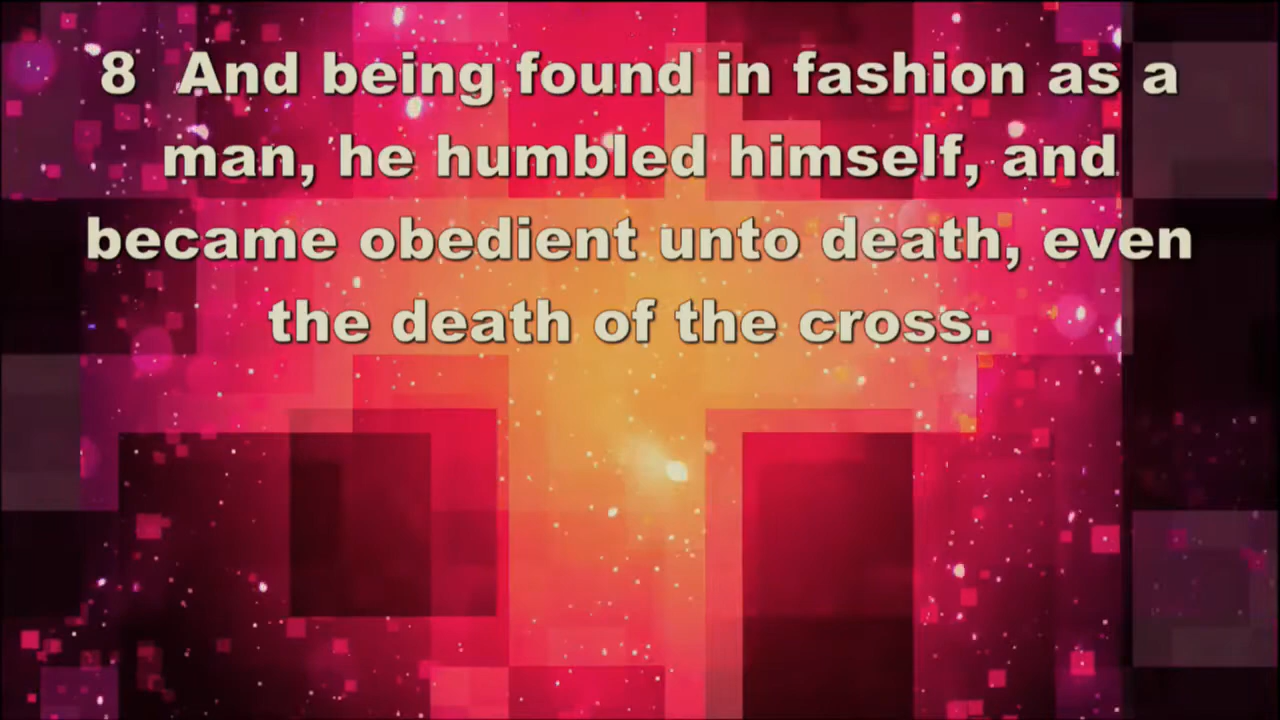 8 And being found in fashion as a
man, he humbled himself, and
became obedient unto death, even
the death of the cross.